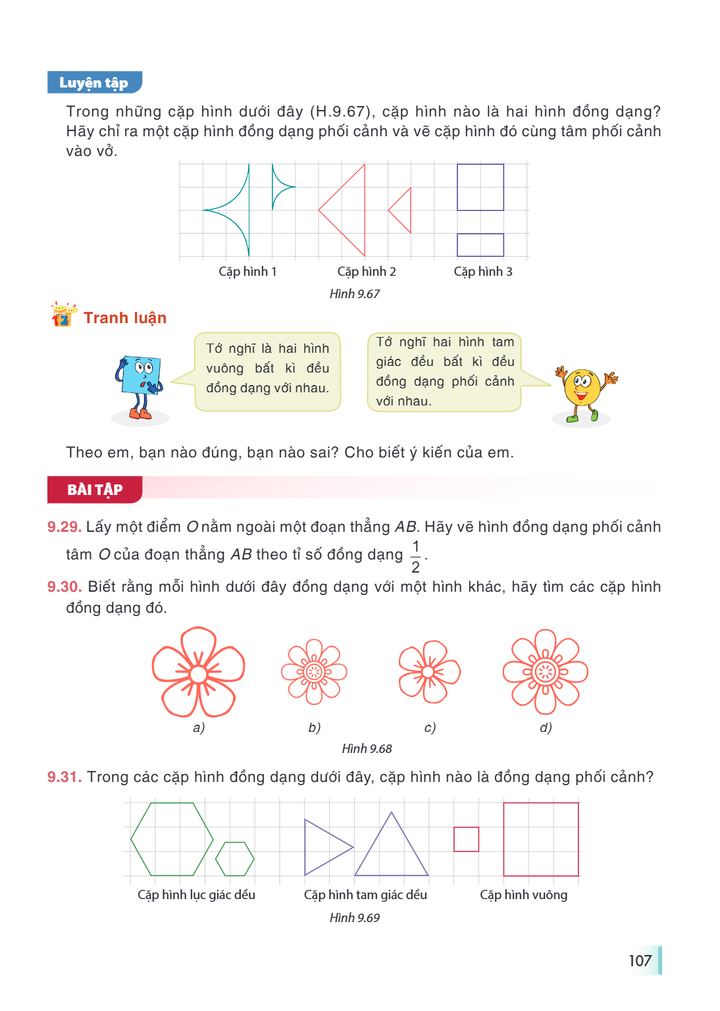 Luyện tập
Trong những cặp hình dưới đây (H.9.67), cặp hình nào là hai hình đồng dạng?
Hãy chỉ ra một cặp hình đồng dạng phối cảnh và vẽ cặp hình đó cùng tâm phối cảnh
vào vở.
Cặp hình 1
Cặp hình 2
Cặp hình 3
Hình 9.67
Tranh luận
Tớ nghĩ là hai hình
vuông bất kì đều
đồng dạng với nhau.
Tớ nghĩ hai hình tam
giác đều bất kì đều
đồng dạng phối cảnh
với nhau.
Theo em, bạn nào đúng, bạn nào sai? Cho biết ý kiến của em.
BÀI TẬP
9.29. Lấy một điểm O nằm ngoài một đoạn thẳng AB. Hãy vẽ hình đồng dạng phối cảnh
tâm O của đoạn thẳng AB theo tỉ số đồng dạng 1/2.
9.30. Biết rằng mỗi hình dưới đây đồng dạng với một hình khác, hãy tìm các cặp hình
đồng dạng đó.
a)
b)
c)
d)
Hình 9.68
9.31. Trong các cặp hình đồng dạng dưới đây, cặp hình nào là đồng dạng phối cảnh?
Cặp hình lục giác đều
Cặp hình tam giác đều
Cặp hình vuông
Hình 9.69
107